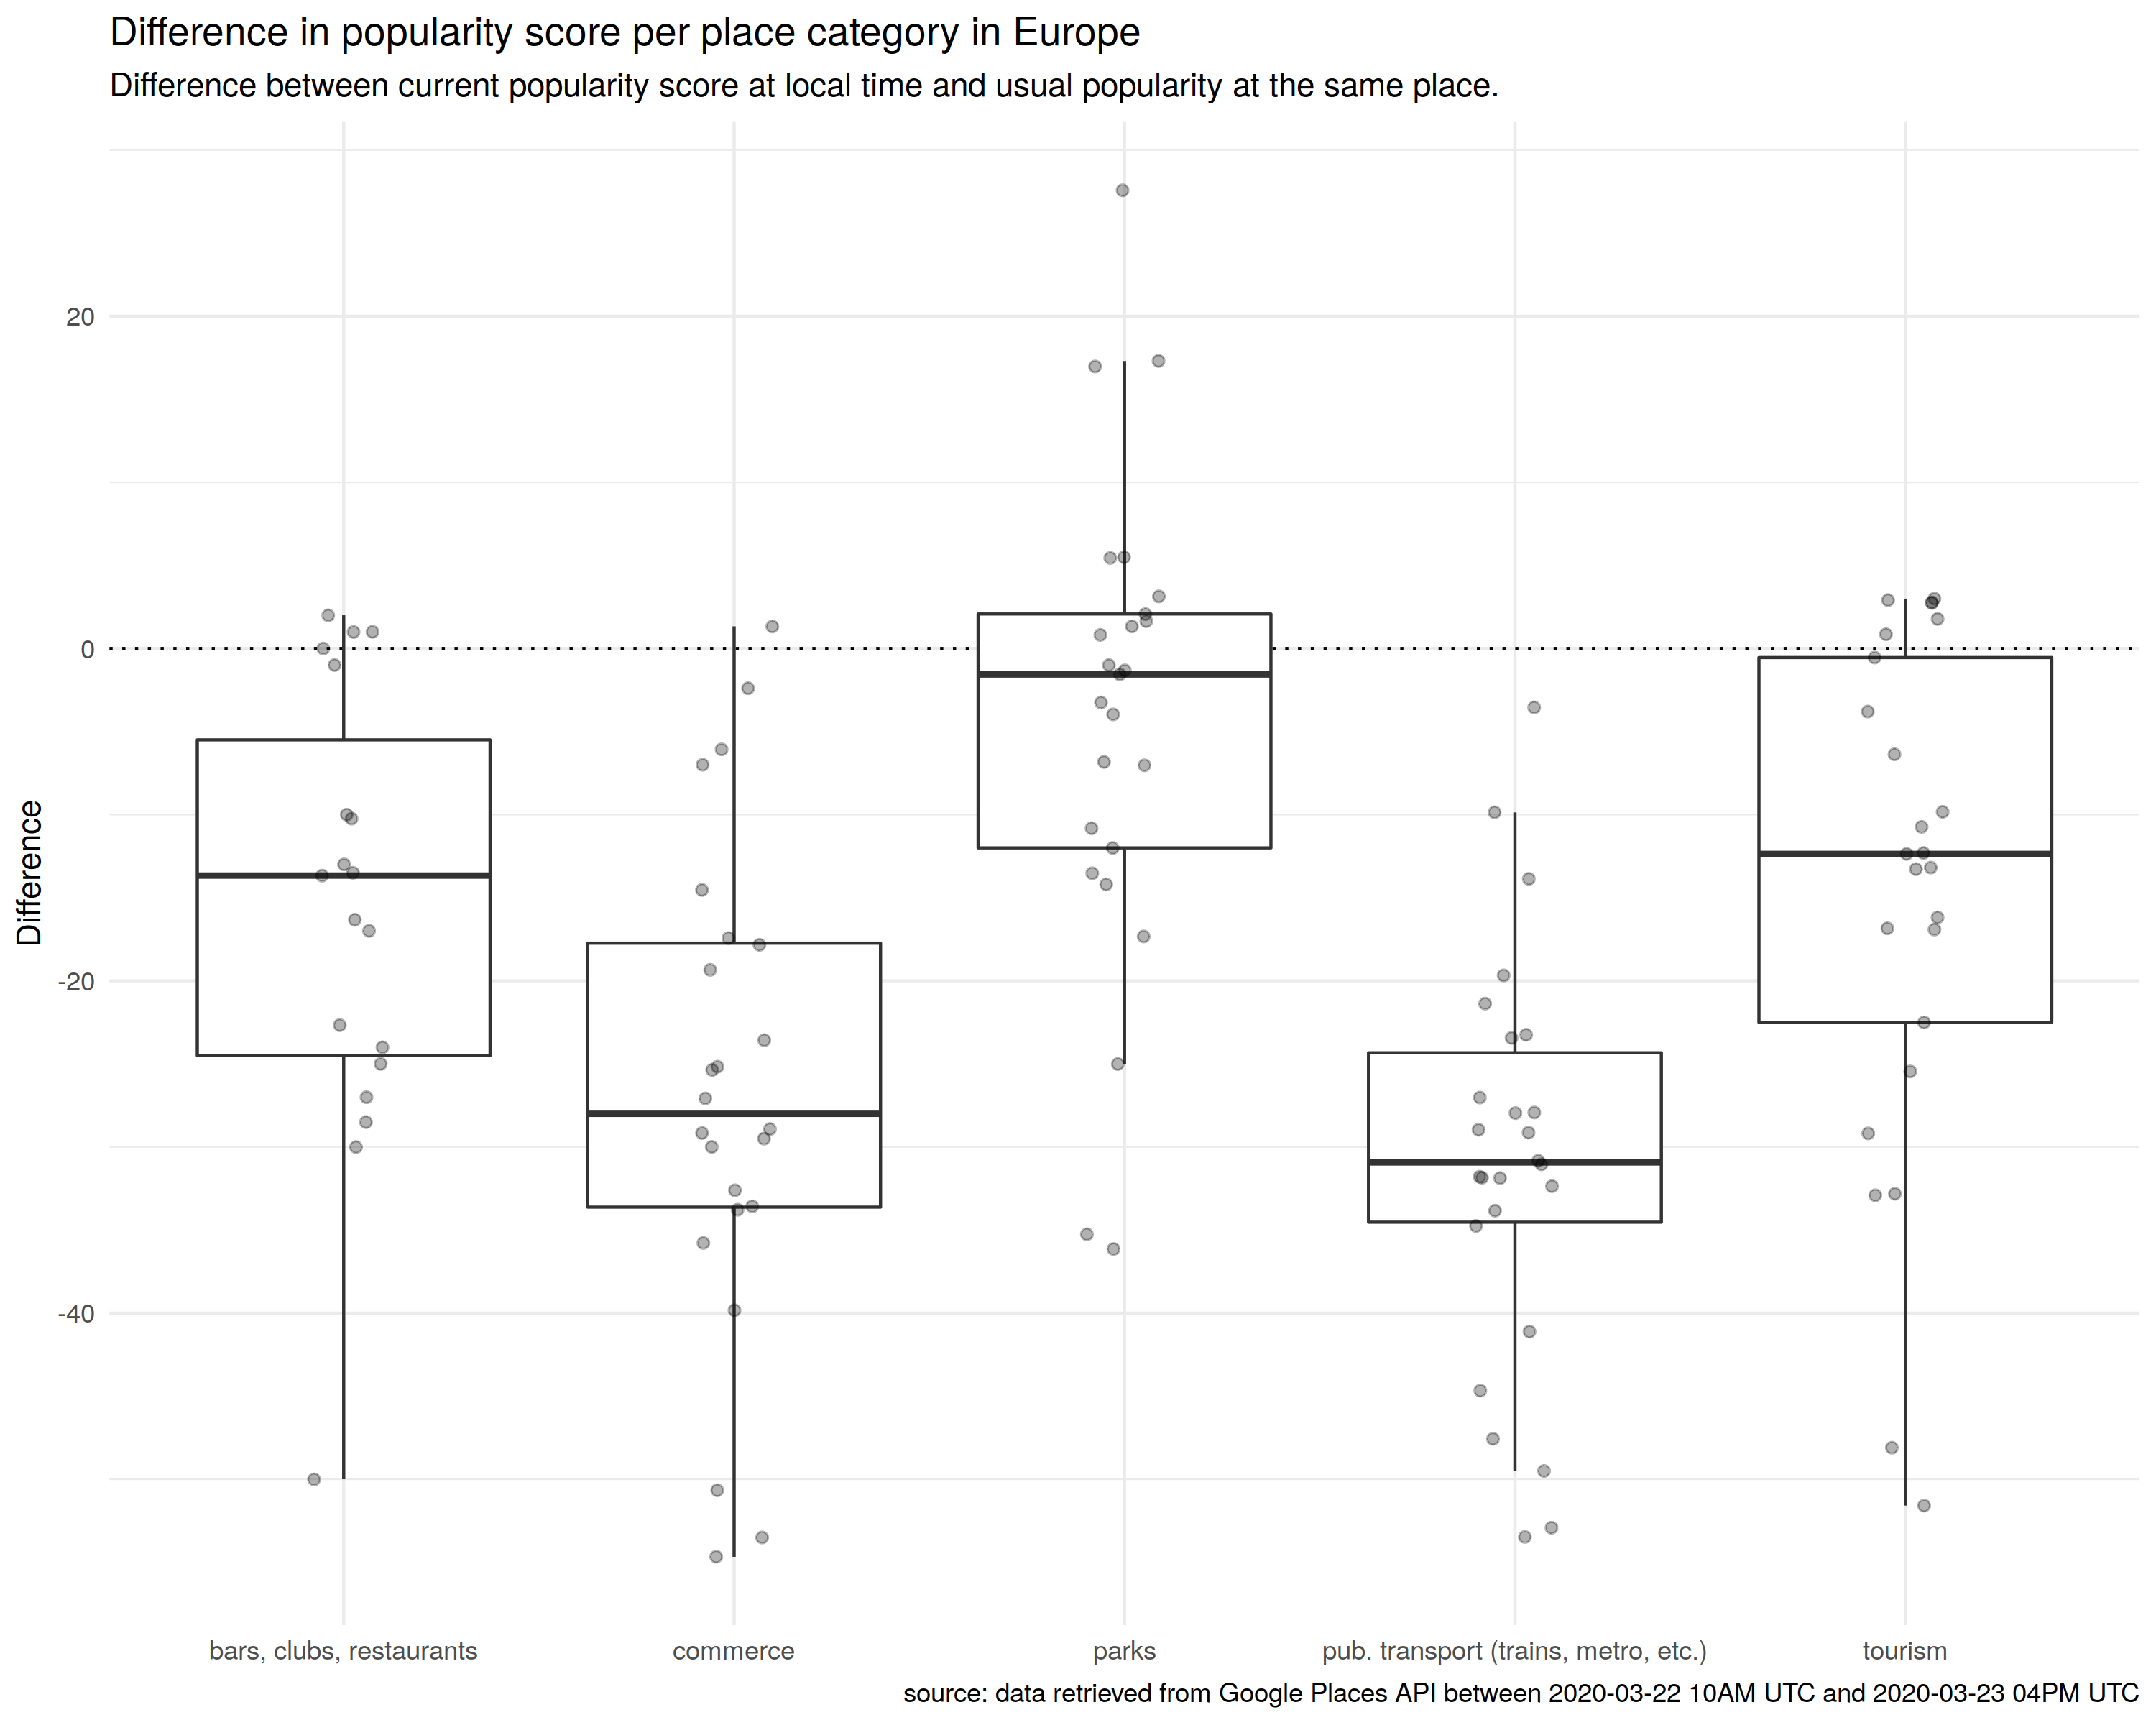 Difference in popularity score per place category in Europe
Difference between current popularity score at local time and usual popularity at the same place.
Difference
20
0
-20
-40
bars, clubs, restaurants
commerce
parks
pub. transport (trains, metro, etc.)
tourism
source: data retrieved from Google Places API between 2020-03-22 10AM UTC and 2020-03-23 04PM UTC